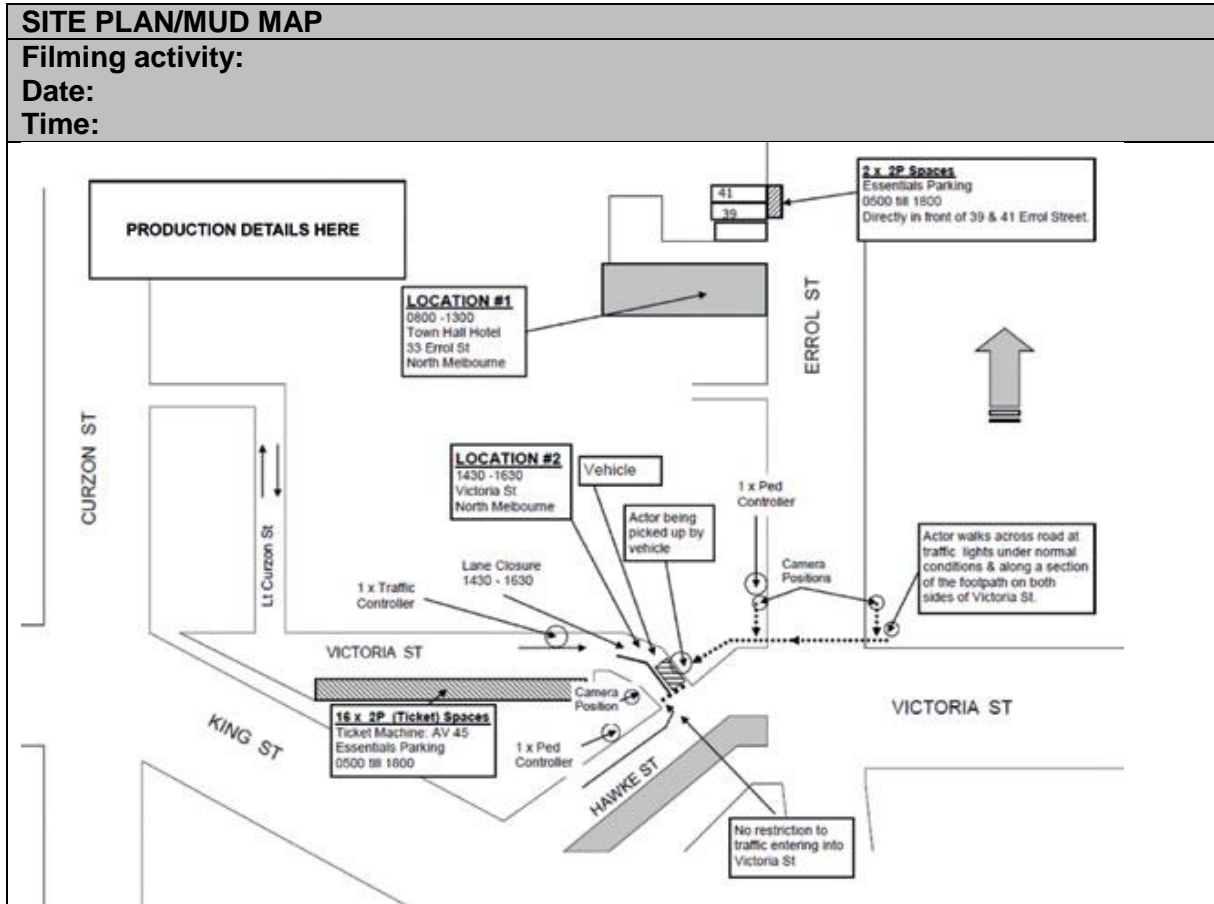 SITE PLAN/MUD MAP
Filming activity:
Date:
Time:
PRODUCTION DETAILS HERE
41
39
2 x 2P Spaces
Essentials Parking
0500 till 1800
Directly in front of 39 & 41 Errol Street.
LOCATION #1
0800 -1300
Town Hall Hotel
33 Errol St
North Melbourne
ERROL ST
CURZON ST
Lt Curzon St
LOCATION #2
1430 -1630
Victoria St
North Melbourne
Vehicle
Actor being
picked up by
vehicle
1 x Ped
Controller
Camera
Positions
Actor walks across road at
traffic lights under normal
conditions & along a section
of the footpath on both
sides of Victoria St.
Lane Closure
1430 - 1630
1 x Traffic
Controller
VICTORIA ST
Camera
Position
VICTORIA ST
16 x 2P (Ticket) Spaces
Ticket Machine: AV 45
Essentials Parking
0500 till 1800
KING ST
1 x Ped
Controller
HAWKE ST
No restriction to
traffic entering into
Victoria St